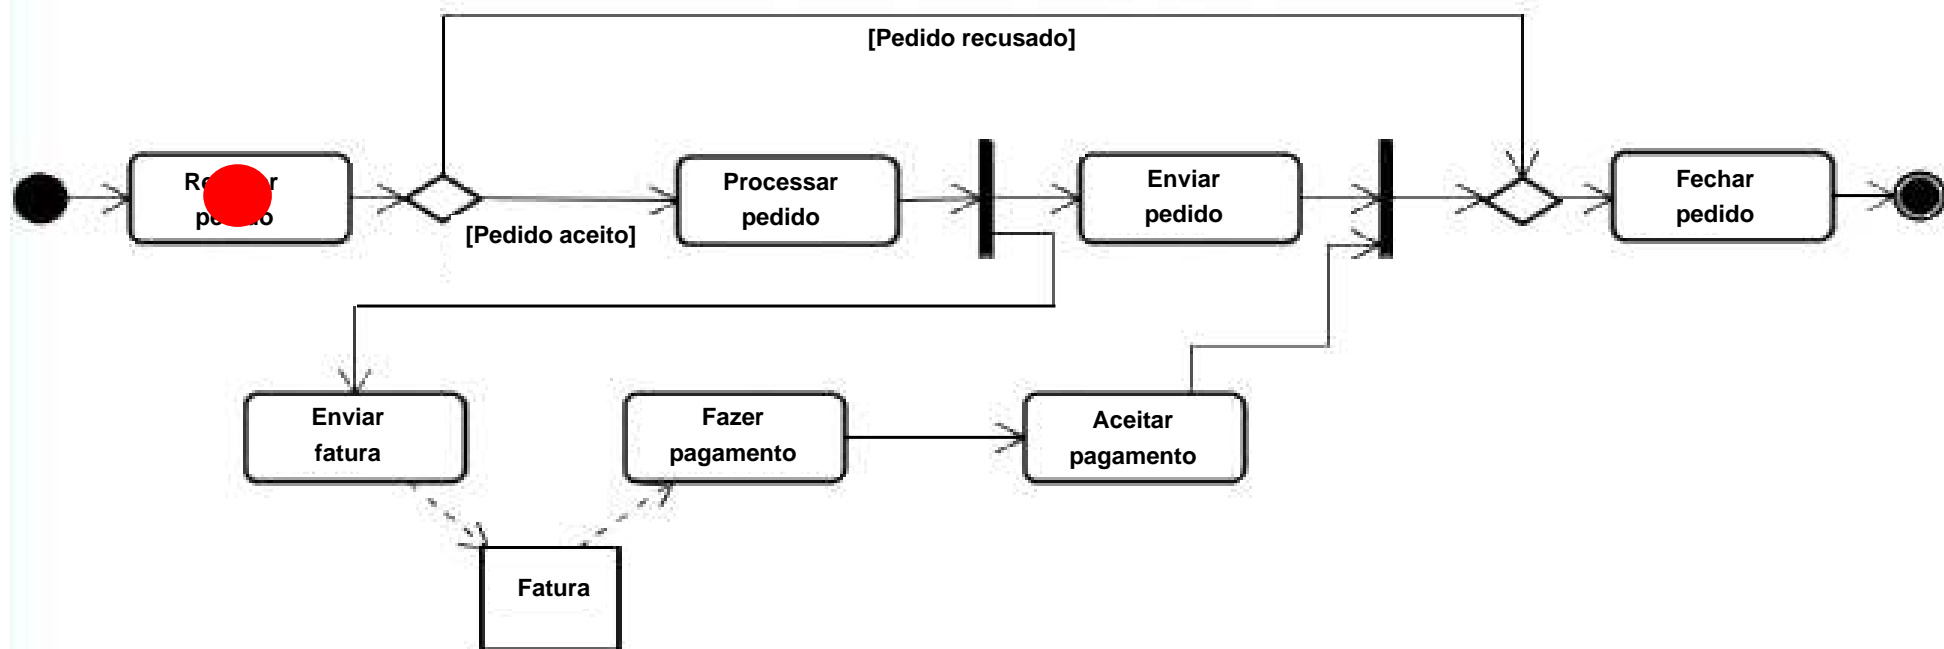 [Pedido recusado]
Processar
pedido
Enviar
pedido
Fechar
pedido
[Pedido aceito]
Enviar
fatura
Fazer
pagamento
Aceitar
pagamento
Fatura